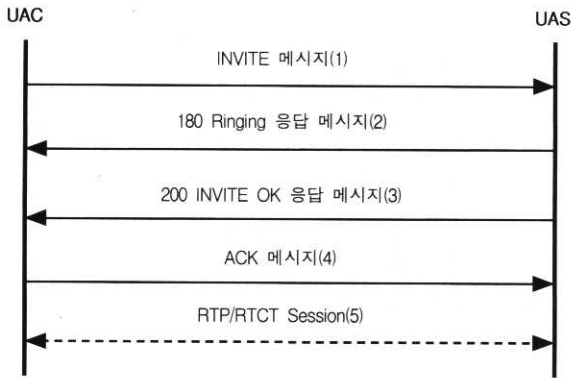 UAC
UAS
INVITE 메시지(1)
180 Ringing 응답 메시지(2)
200 INVITE OK 응답 메시지(3)
ACK 메시지(4)
RTP/RTCT Session(5)